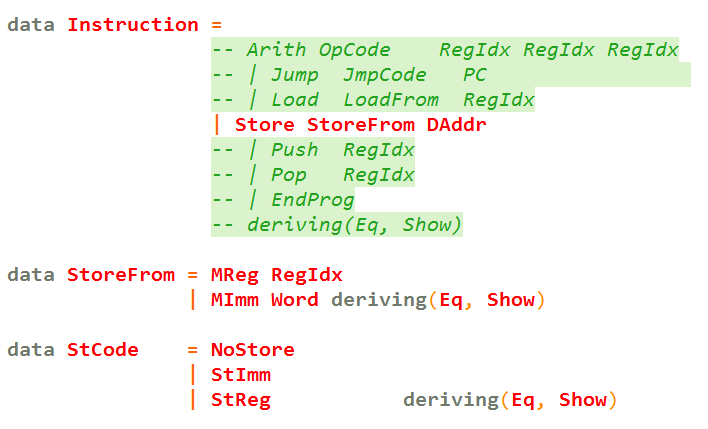 data Instruction =
-- Arith OpCode    RegIdx RegIdx RegIdx
-- | Jump  JmpCode   PC
-- | Load  LoadFrom  RegIdx
| Store StoreFrom DAddr
-- | Push  RegIdx
-- | Pop   RegIdx
-- | EndProg
-- deriving(Eq, Show)
data StoreFrom = MReg RegIdx
| MImm Word deriving(Eq, Show)
data StCode    = NoStore
| StImm
| StReg         deriving(Eq, Show)